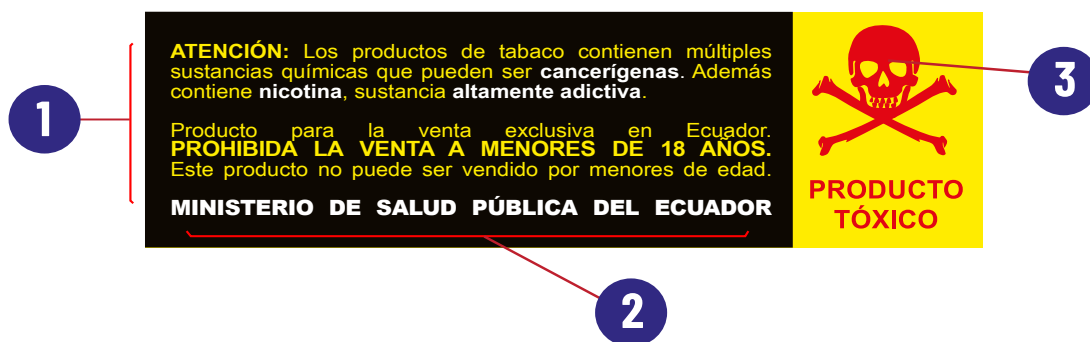 ATENCIÓN: Los productos de tabaco contienen múltiples
sustancias químicas que pueden ser cancerígenas. Además
contiene nicotina, sustancia altamente adictiva.
Producto para la venta exclusiva en Ecuador.
PROHIBIDA LA VENTA A MENORES DE 18 AÑOS.
Este producto no puede ser vendido por menores de edad.
MINISTERIO DE SALUD PÚBLICA DEL ECUADOR
PRODUCTO
TÓXICO
1
2
3